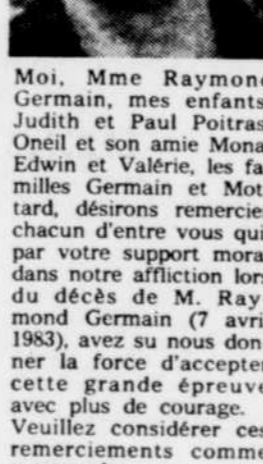 Moi, Mme Raymond
Germain, mes enfants
Judith et Paul Poitras
Oneil et son amie Mona
Edwin et Valérie, les fa
milles Germain et Mot
tard, désirons remercie
chacun d'entre vous qui
par votre support mora
dans notre affliction lors
du décès de M. Ray
mond Germain (7 avri
1983), avez su nous don
ner la force d'accepter
cette grande épreuve
avec plus de courage.
Veuillez considérer ces
remerciements comme